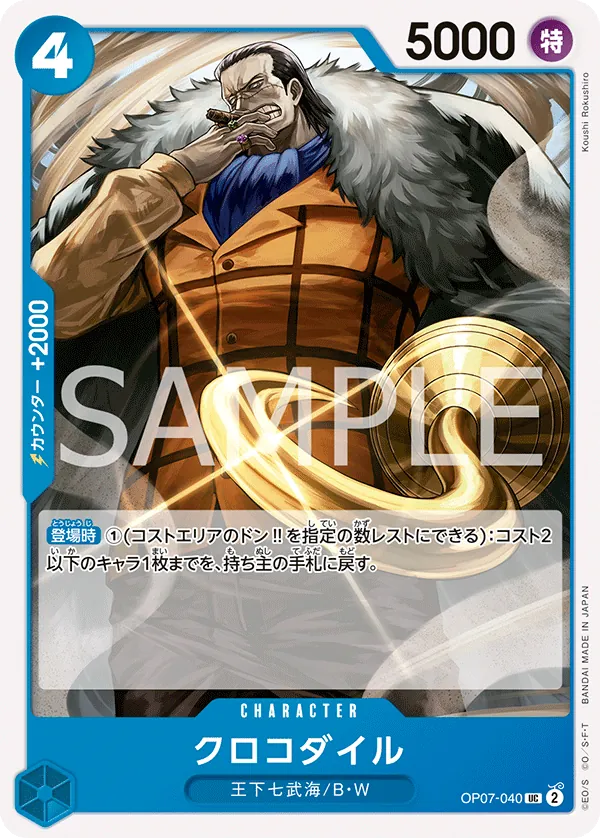 4
5000 特
Koushi Rokushiro
カウンター +2000
SAMPLE
登場時 ①(コストエリアのドン!!を指定の数レストにできる):コスト2
以下のキャラ1枚までを、持ち主の手札に戻す。
CHARACTER
クロコダイル
王下七武海/B・W
OP07-040 UC 2
©EO/S ©O/S・F・T BANDAI MADE IN JAPAN